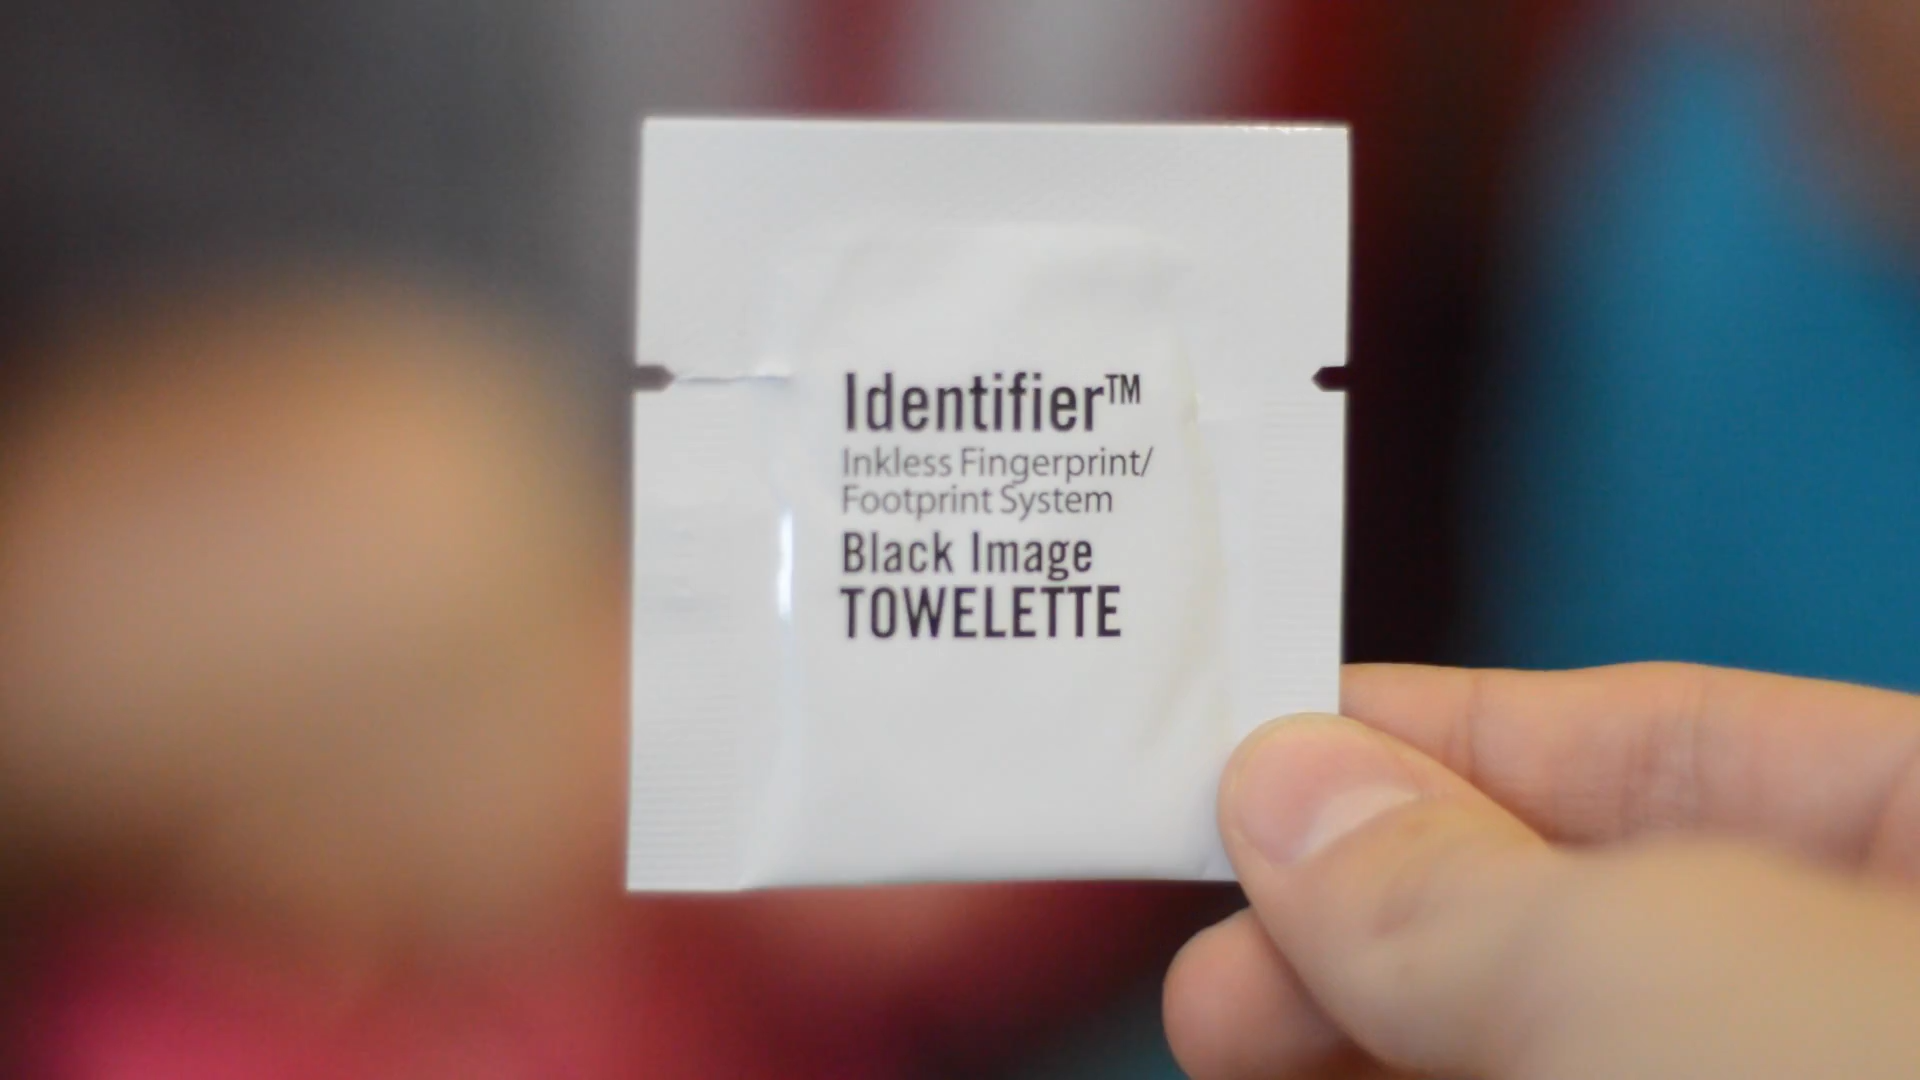 Identifier™
Inkless Fingerprint/
Footprint System
Black Image
TOWELETTE